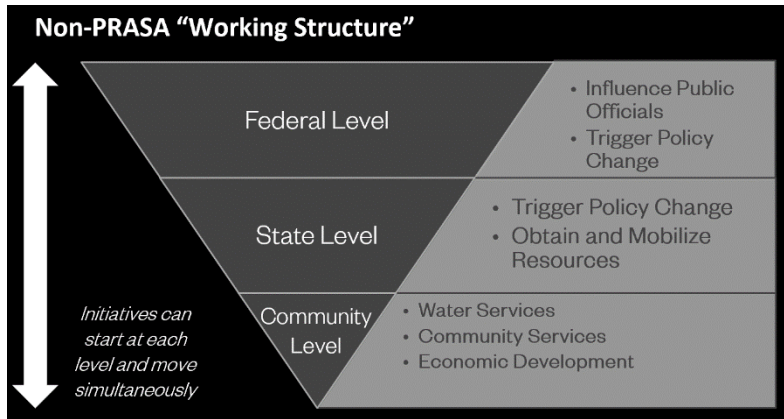 Non-PRASA “Working Structure”
Federal Level
• Influence Public
Officials
• Trigger Policy
Change
State Level
• Trigger Policy Change
• Obtain and Mobilize
Resources
Community
Level
• Water Services
• Community Services
• Economic Development
Initiatives can
start at each
level and move
simultaneously